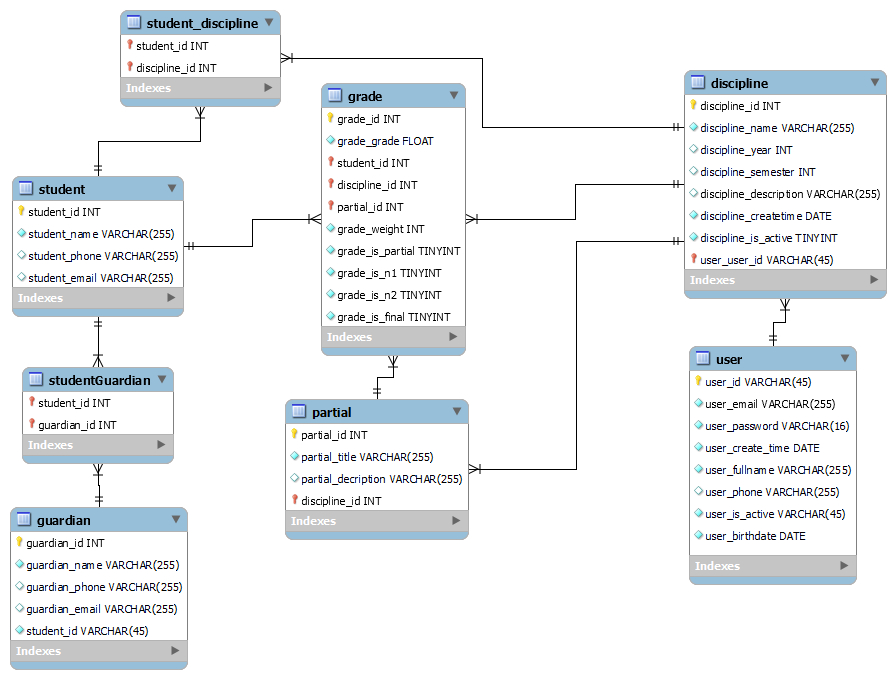 student_discipline
student_id INT
discipline_id INT
Indexes
grade
grade_id INT
grade_grade FLOAT
student_id INT
discipline_id INT
partial_id INT
grade_weight INT
grade_is_partial TINYINT
grade_is_n1 TINYINT
grade_is_n2 TINYINT
grade_is_final TINYINT
Indexes
discipline
discipline_id INT
discipline_name VARCHAR(255)
discipline_year INT
discipline_semester INT
discipline_description VARCHAR(255)
discipline_createtime DATE
discipline_is_active TINYINT
user_user_id VARCHAR(45)
Indexes
student
student_id INT
student_name VARCHAR(255)
student_phone VARCHAR(255)
student_email VARCHAR(255)
Indexes
studentGuardian
student_id INT
guardian_id INT
Indexes
partial
partial_id INT
partial_title VARCHAR(255)
partial_decription VARCHAR(255)
discipline_id INT
Indexes
user
user_id VARCHAR(45)
user_email VARCHAR(255)
user_password VARCHAR(16)
user_create_time DATE
user_fullname VARCHAR(255)
user_phone VARCHAR(255)
user_is_active VARCHAR(45)
user_birthdate DATE
Indexes
guardian
guardian_id INT
guardian_name VARCHAR(255)
guardian_phone VARCHAR(255)
guardian_email VARCHAR(255)
student_id VARCHAR(45)
Indexes